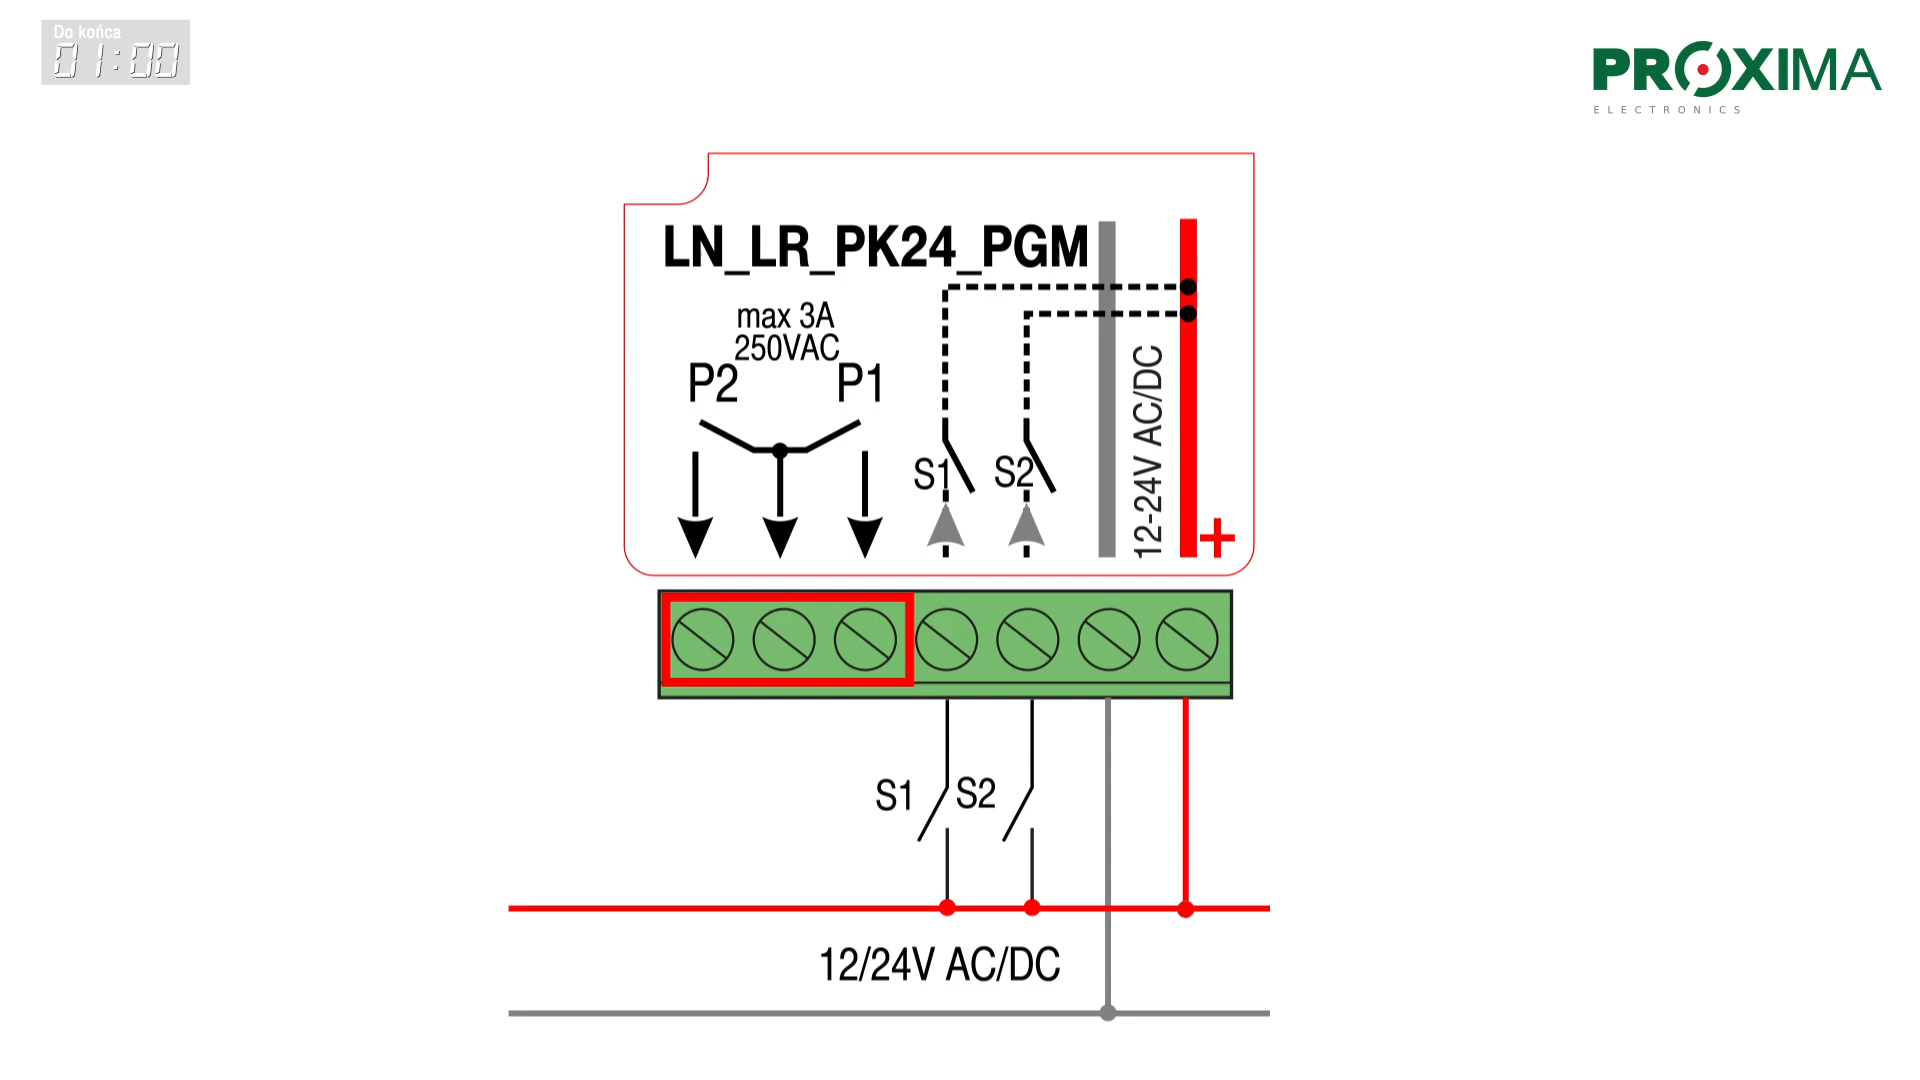 Do końca
01:00
PROXIMA
ELECTRONICS
LN_LR_PK24_PGM
max 3A
250VAC
P2 P1
S1 S2
12-24V AC/DC
+
S1 S2
12/24V AC/DC